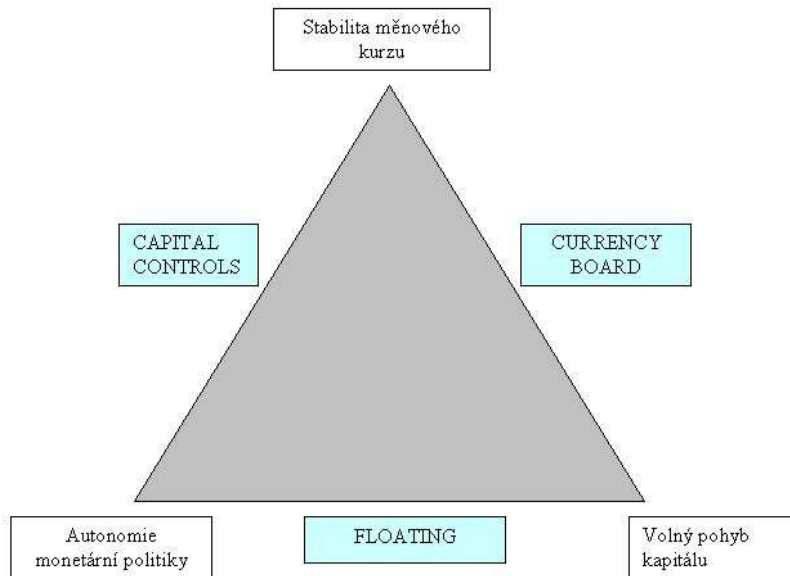 Stabilita měnového
kurzu
CAPITAL
CONTROLS
CURRENCY
BOARD
Autonomie
monetární politiky
FLOATING
Volný pohyb
kapitálu